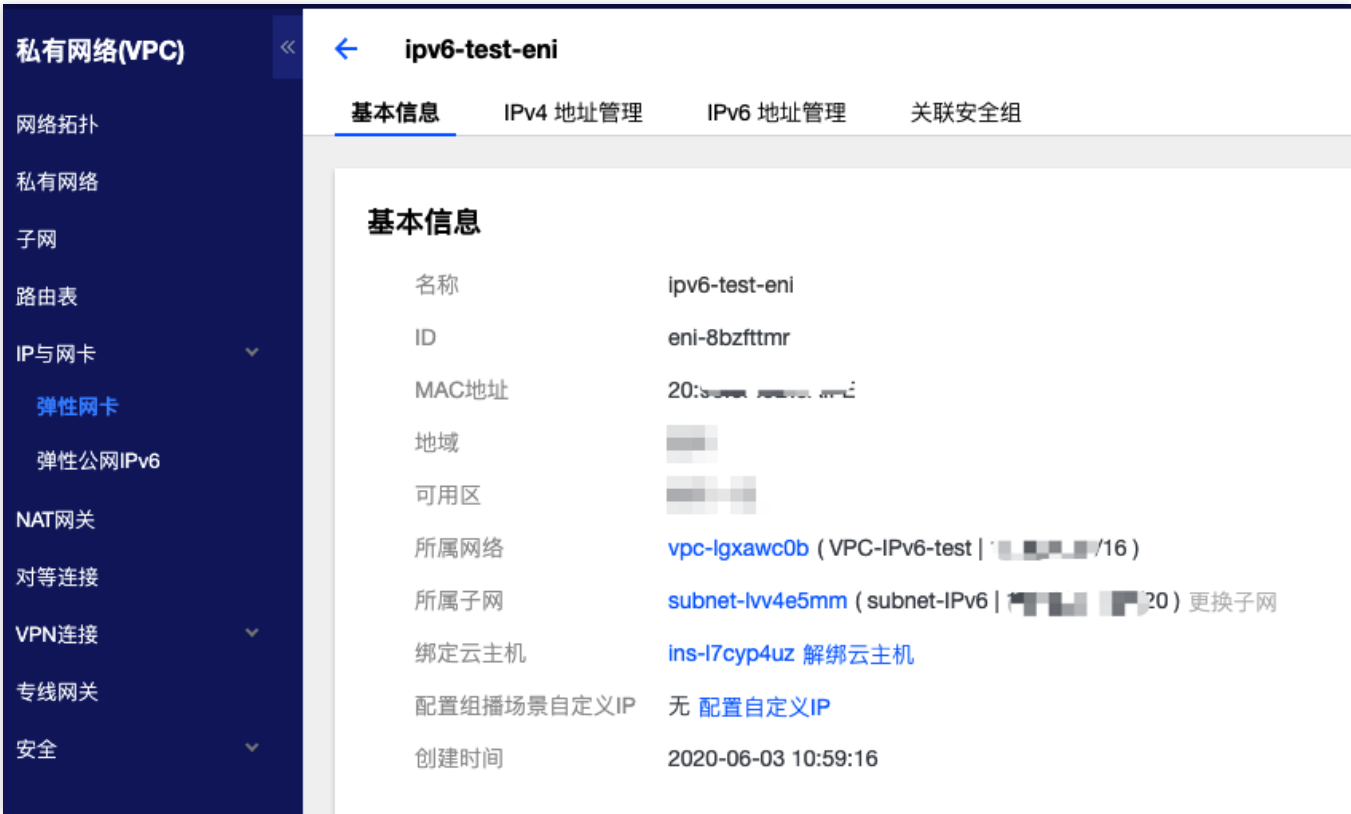 私有网络(VPC)
«
网络拓扑
私有网络
子网
路由表
IP与网卡
弹性网卡
弹性公网IPv6
NAT网关
对等连接
VPN连接
专线网关
安全
ipv6-test-eni
基本信息 IPv4 地址管理 IPv6 地址管理 关联安全组
基本信息
名称 ipv6-test-eni
ID eni-8bzfttmr
MAC地址 20:
地域
可用区
所属网络 vpc-lgxawc0b ( VPC-IPv6-test | /16 )
所属子网 subnet-lvv4e5mm ( subnet-IPv6 | 20 ) 更换子网
绑定云主机 ins-l7cyp4uz 解绑云主机
配置组播场景自定义IP 无 配置自定义IP
创建时间 2020-06-03 10:59:16